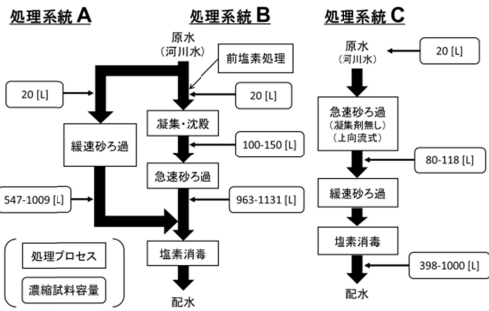 処理系統 A
処理系統 B
処理系統 C
原水
(河川水)
前塩素処理
20 [L]
20 [L]
凝集・沈殿
緩速砂ろ過
100-150 [L]
急速砂ろ過
547-1009 [L]
963-1131 [L]
塩素消毒
配水
処理プロセス
濃縮試料容量
原水
(河川水)
20 [L]
急速砂ろ過
(凝集剤無し)
(上向流式)
80-118 [L]
緩速砂ろ過
塩素消毒
398-1000 [L]
配水